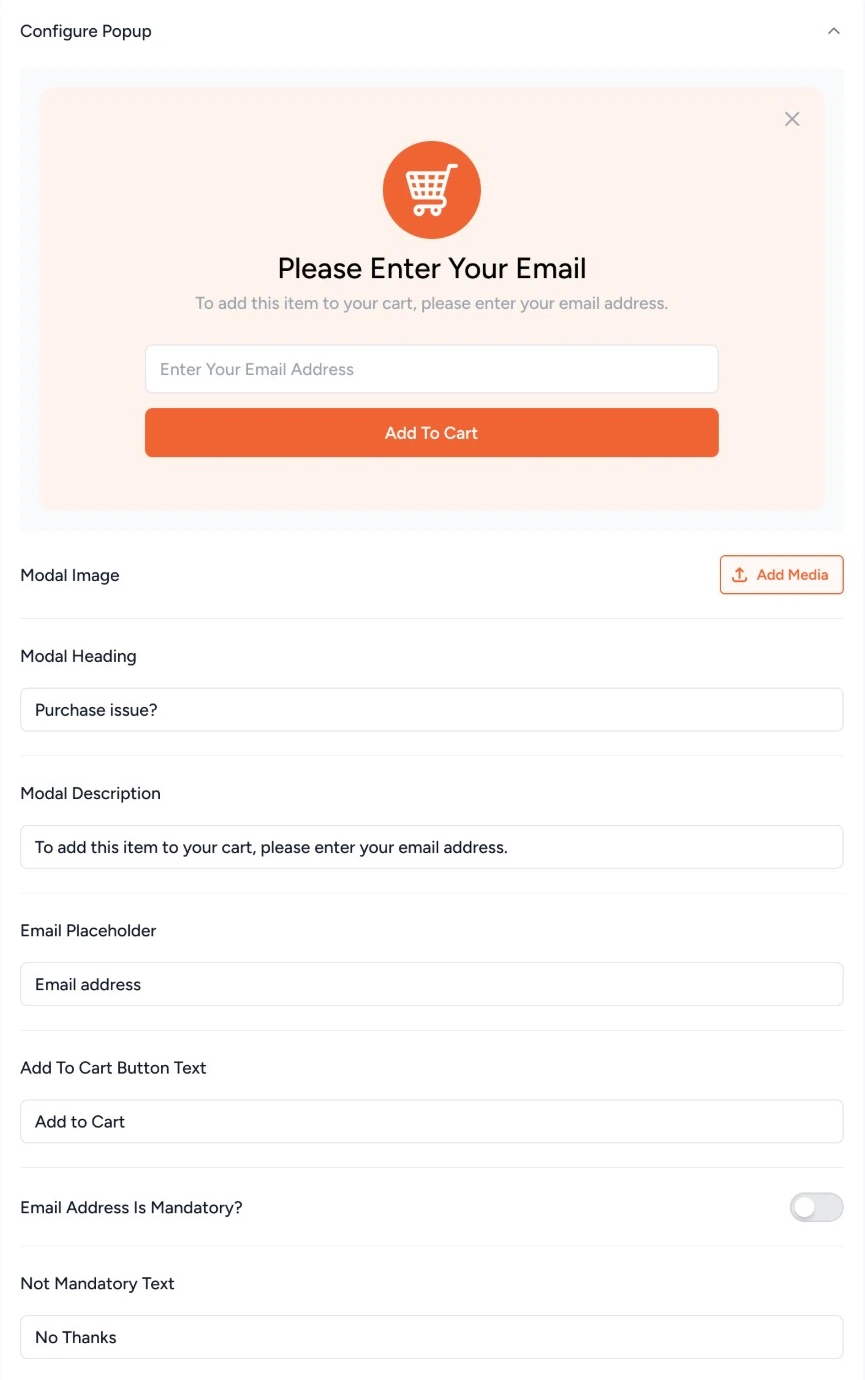 Configure Popup
Please Enter Your Email
To add this item to your cart, please enter your email address.
Enter Your Email Address
Add To Cart
Modal Image
Add Media
Modal Heading
Purchase issue?
Modal Description
To add this item to your cart, please enter your email address.
Email Placeholder
Email address
Add To Cart Button Text
Add to Cart
Email Address Is Mandatory?
Not Mandatory Text
No Thanks